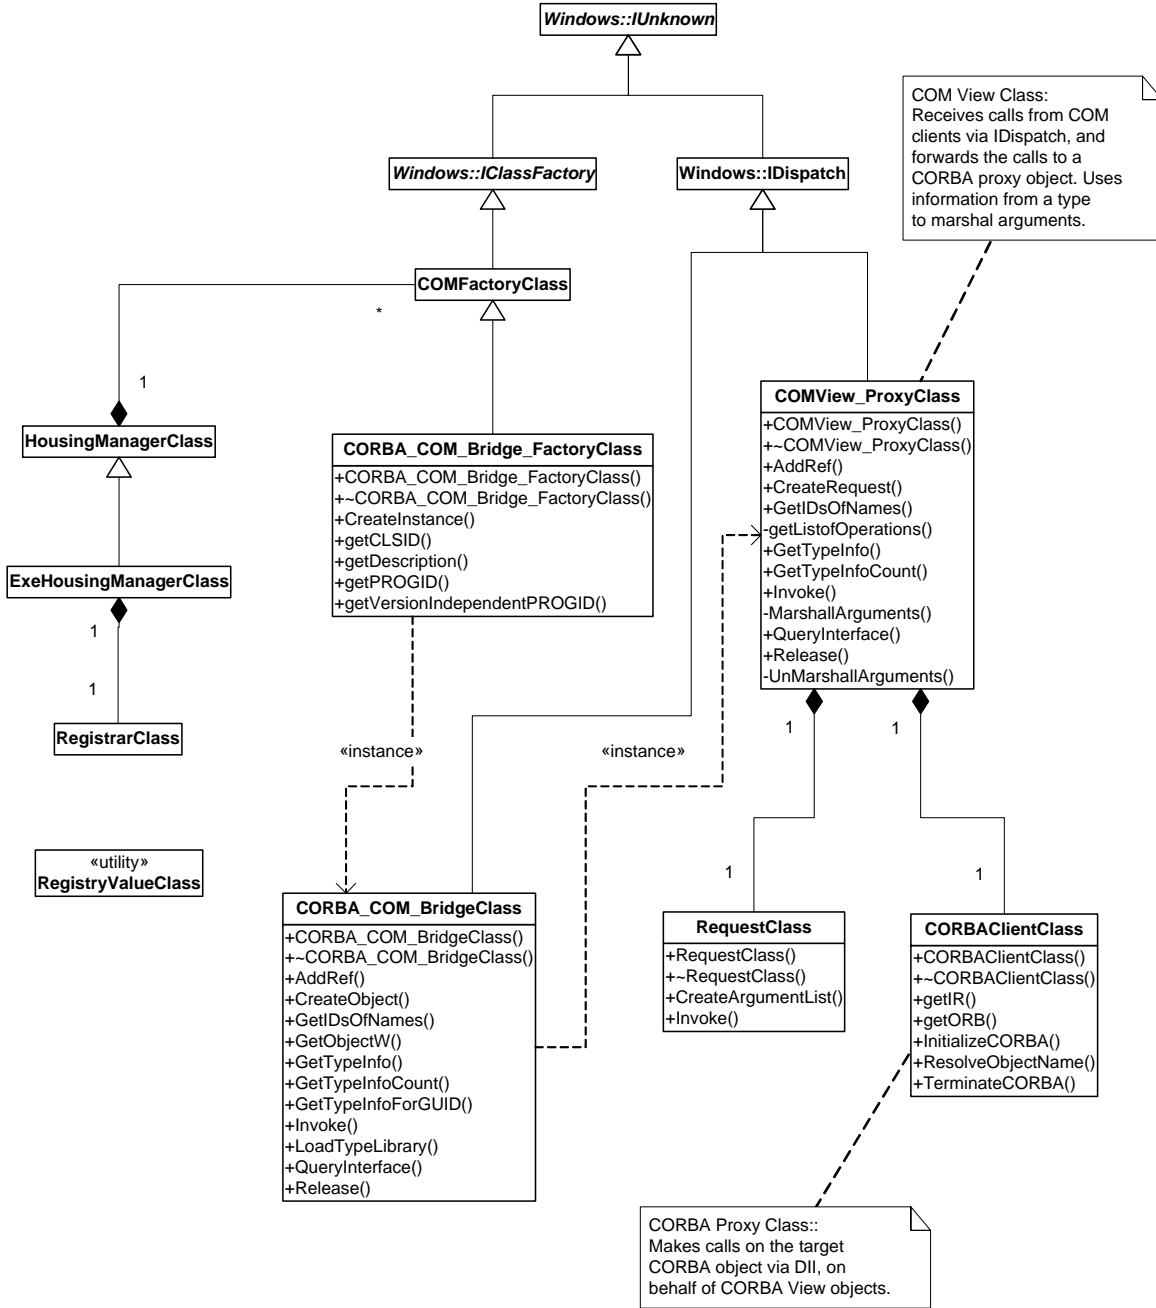 Windows::IUnknown
COM View Class:
Receives calls from COM
clients via IDispatch, and
forwards the calls to a
CORBA proxy object. Uses
information from a type
to marshal arguments.
Windows::IClassFactory
Windows::IDispatch
COMFactoryClass
*
1
HousingManagerClass
CORBA_COM_Bridge_FactoryClass
+CORBA_COM_Bridge_FactoryClass()
+~CORBA_COM_Bridge_FactoryClass()
+CreateInstance()
+getCLSID()
+getDescription()
+getPROGID()
+getVersionIndependentPROGID()
COMView_ProxyClass
+COMView_ProxyClass()
+~COMView_ProxyClass()
+AddRef()
+CreateRequest()
+GetIDsOfNames()
-getListofOperations()
+GetTypeInfo()
+GetTypeInfoCount()
+Invoke()
-MarshallArguments()
+QueryInterface()
+Release()
-UnMarshallArguments()
ExeHousingManagerClass
1
1
RegistrarClass
«instance»
«instance»
1
1
«utility»
RegistryValueClass
1
1
CORBA_COM_BridgeClass
+CORBA_COM_BridgeClass()
+~CORBA_COM_BridgeClass()
+AddRef()
+CreateObject()
+GetIDsOfNames()
+GetObjectW()
+GetTypeInfo()
+GetTypeInfoCount()
+GetTypeInfoForGUID()
+Invoke()
+LoadTypeLibrary()
+QueryInterface()
+Release()
RequestClass
+RequestClass()
+~RequestClass()
+CreateArgumentList()
+Invoke()
CORBAClientClass
+CORBAClientClass()
+~CORBAClientClass()
+getIR()
+getORB()
+InitializeCORBA()
+ResolveObjectName()
+TerminateCORBA()
CORBA Proxy Class::
Makes calls on the target
CORBA object via DII, on
behalf of CORBA View objects.